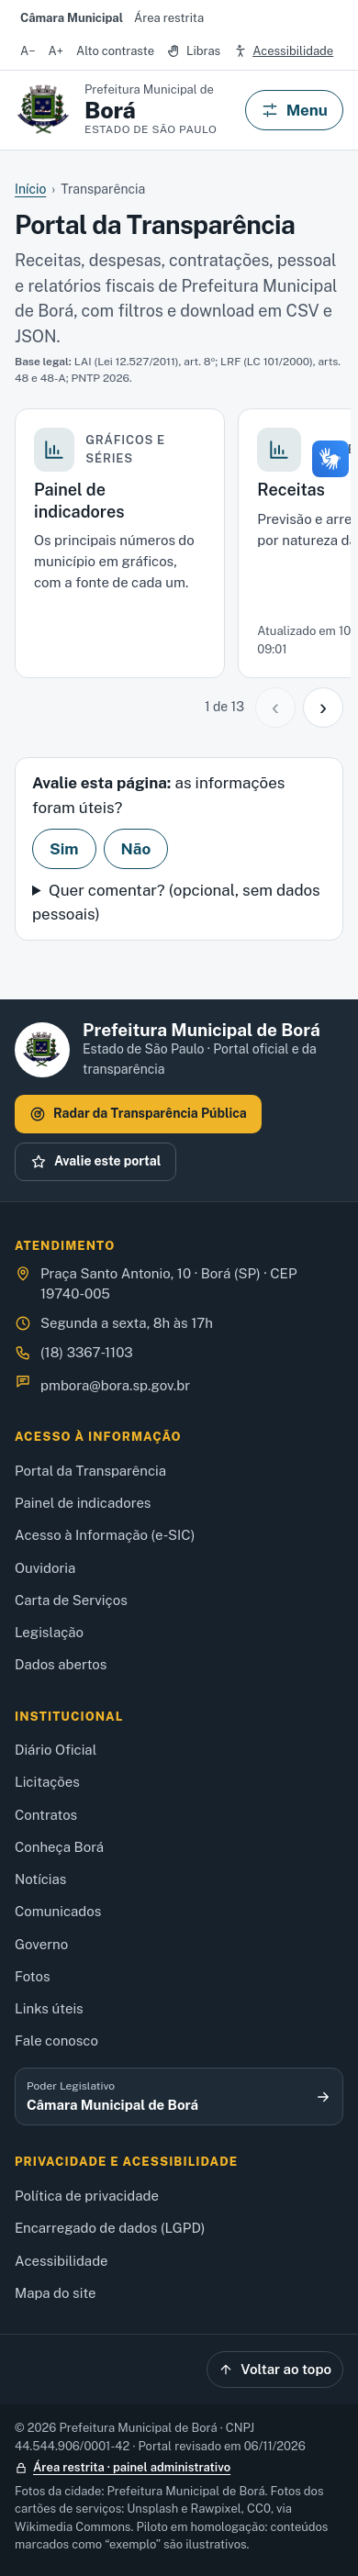 Câmara Municipal Área restrita
A− A+ Alto contraste Libras Acessibilidade
Prefeitura Municipal de
Borá
ESTADO DE SÃO PAULO
Menu
Início › Transparência
Portal da Transparência
Receitas, despesas, contratações, pessoal
e relatórios fiscais de Prefeitura Municipal
de Borá, com filtros e download em CSV e
JSON.
Base legal: LAI (Lei 12.527/2011), art. 8º; LRF (LC 101/2000), arts.
48 e 48-A; PNTP 2026.
GRÁFICOS E
SÉRIES
Painel de
indicadores
Os principais números do
município em gráficos,
com a fonte de cada um.
Receitas
Previsão e arre
por natureza da
Atualizado em 10
09:01
1 de 13 ‹ ›
Avalie esta página: as informações
foram úteis?
Sim Não
▶ Quer comentar? (opcional, sem dados
pessoais)
Prefeitura Municipal de Borá
Estado de São Paulo · Portal oficial e da
transparência
Radar da Transparência Pública
Avalie este portal
ATENDIMENTO
Praça Santo Antonio, 10 · Borá (SP) · CEP
19740-005
Segunda a sexta, 8h às 17h
(18) 3367-1103
pmbora@bora.sp.gov.br
ACESSO À INFORMAÇÃO
Portal da Transparência
Painel de indicadores
Acesso à Informação (e-SIC)
Ouvidoria
Carta de Serviços
Legislação
Dados abertos
INSTITUCIONAL
Diário Oficial
Licitações
Contratos
Conheça Borá
Notícias
Comunicados
Governo
Fotos
Links úteis
Fale conosco
Poder Legislativo
Câmara Municipal de Borá →
PRIVACIDADE E ACESSIBILIDADE
Política de privacidade
Encarregado de dados (LGPD)
Acessibilidade
Mapa do site
↑ Voltar ao topo
© 2026 Prefeitura Municipal de Borá · CNPJ
44.544.906/0001-42 · Portal revisado em 06/11/2026
Área restrita · painel administrativo
Fotos da cidade: Prefeitura Municipal de Borá. Fotos dos
cartões de serviços: Unsplash e Rawpixel, CC0, via
Wikimedia Commons. Piloto em homologação: conteúdos
marcados como “exemplo” são ilustrativos.